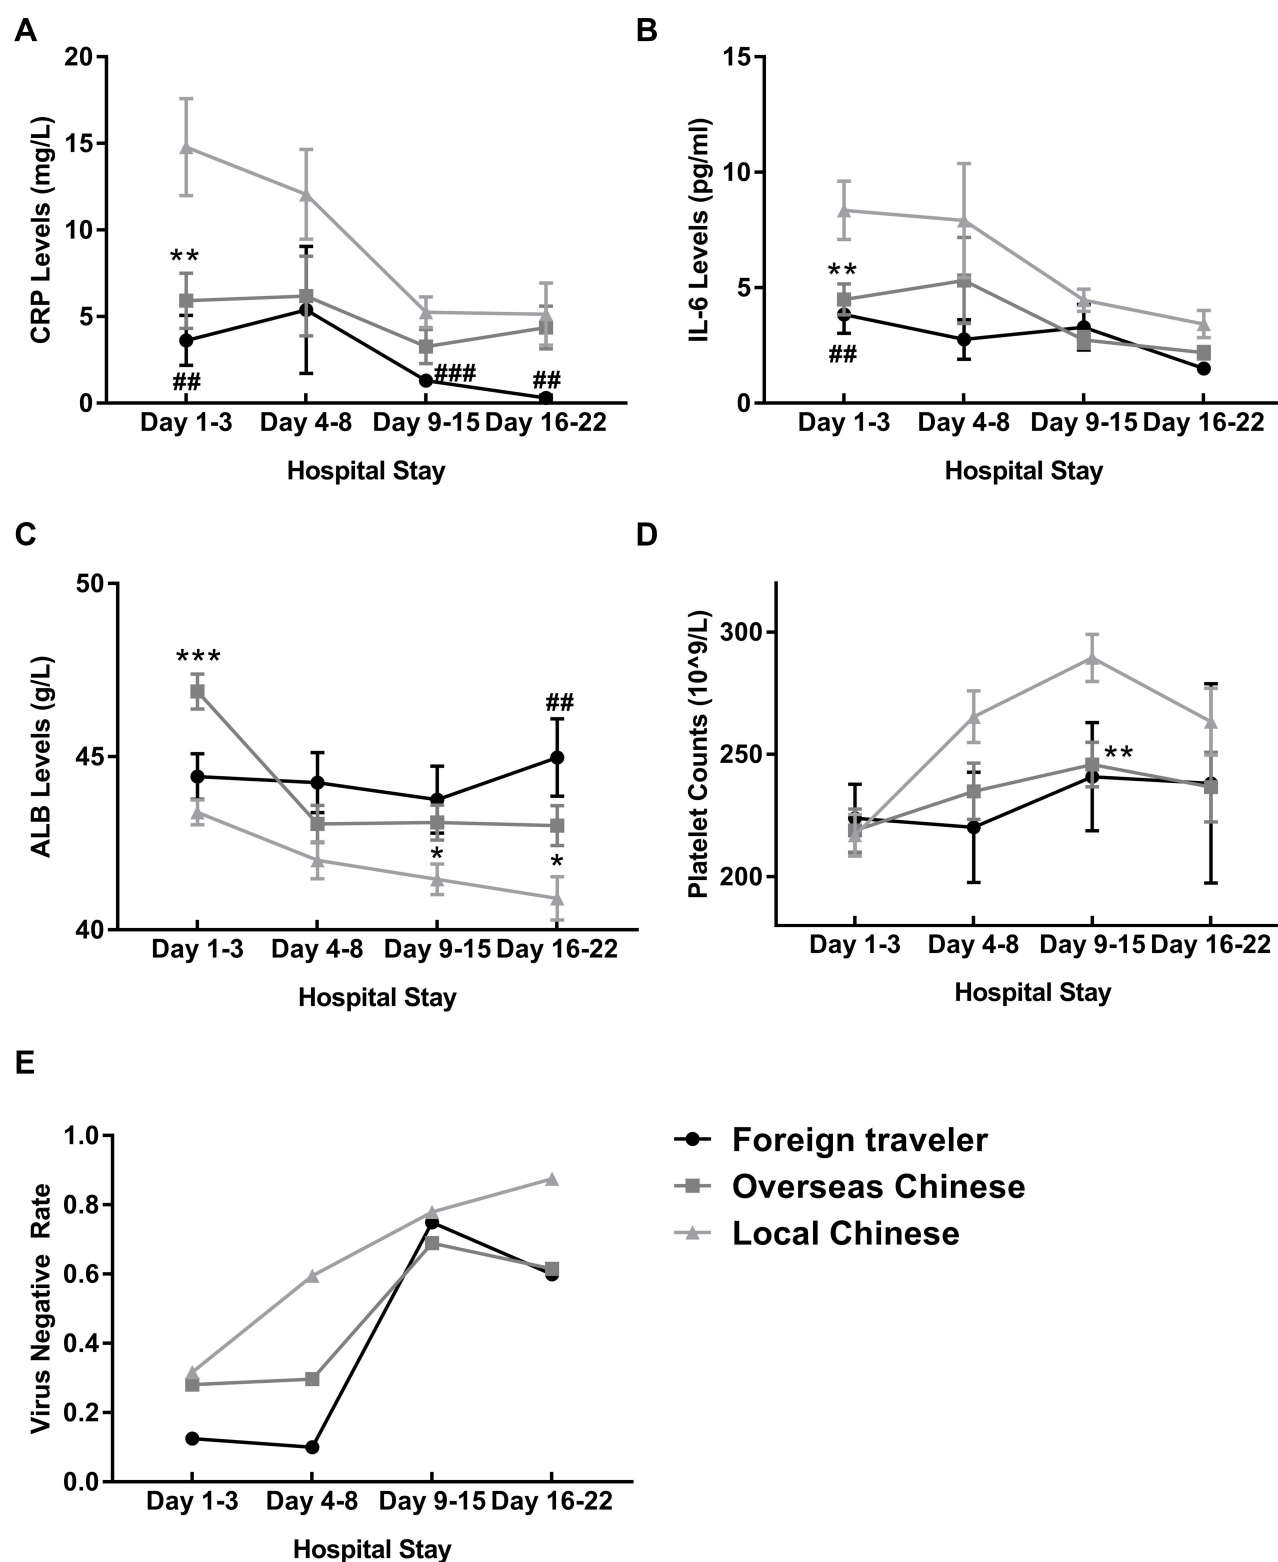 A
CRP Levels (mg/L)
20
15
10
5
0
**
##
###
##
Day 1-3 Day 4-8 Day 9-15 Day 16-22
Hospital Stay
B
IL-6 Levels (pg/ml)
15
10
5
0
**
##
Day 1-3 Day 4-8 Day 9-15 Day 16-22
Hospital Stay
C
ALB Levels (g/L)
50
45
40
***
##
*
*
Day 1-3 Day 4-8 Day 9-15 Day 16-22
Hospital Stay
D
Platelet Counts (10^9/L)
300
250
200
**
Day 1-3 Day 4-8 Day 9-15 Day 16-22
Hospital Stay
E
Virus Negative Rate
1.0
0.8
0.6
0.4
0.2
0.0
Day 1-3 Day 4-8 Day 9-15 Day 16-22
Hospital Stay
Foreign traveler
Overseas Chinese
Local Chinese